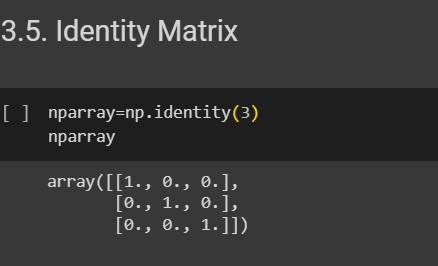 3.5. Identity Matrix
[ ] nparray=np.identity(3)
nparray
array([[1., 0., 0.],
       [0., 1., 0.],
       [0., 0., 1.]])